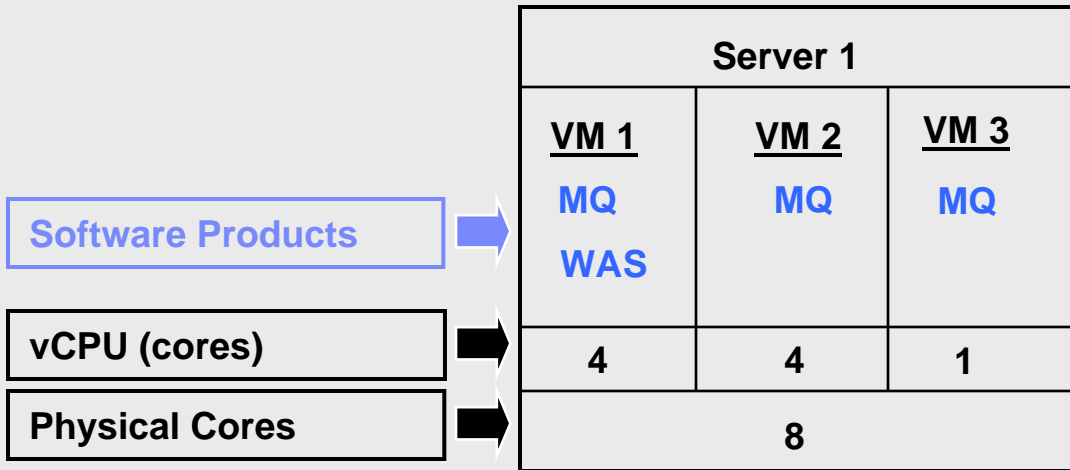 Server 1
VM 1 VM 2 VM 3
MQ MQ MQ
Software Products
WAS
vCPU (cores) 4 4 1
Physical Cores 8